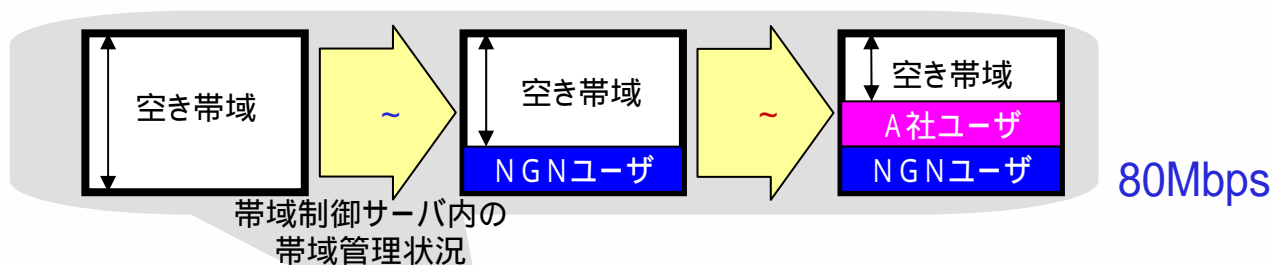 空き帯域
~
空き帯域
NGNユーザ
~
空き帯域
A社ユーザ
NGNユーザ
80Mbps
帯域制御サーバ内の
帯域管理状況